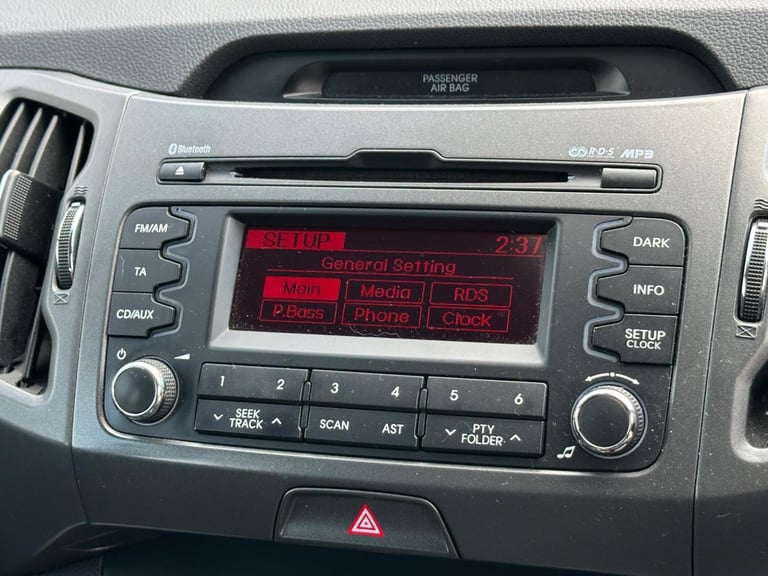 PASSENGER
AIR BAG
Bluetooth
R·D·S MP3
FM/AM
TA
CD/AUX
SETUP 2:37
General Setting
Main Media RDS
P.Bass Phone Clock
DARK
INFO
SETUP
CLOCK
1 2 3 4 5 6
SEEK
TRACK
SCAN AST
PTY
FOLDER